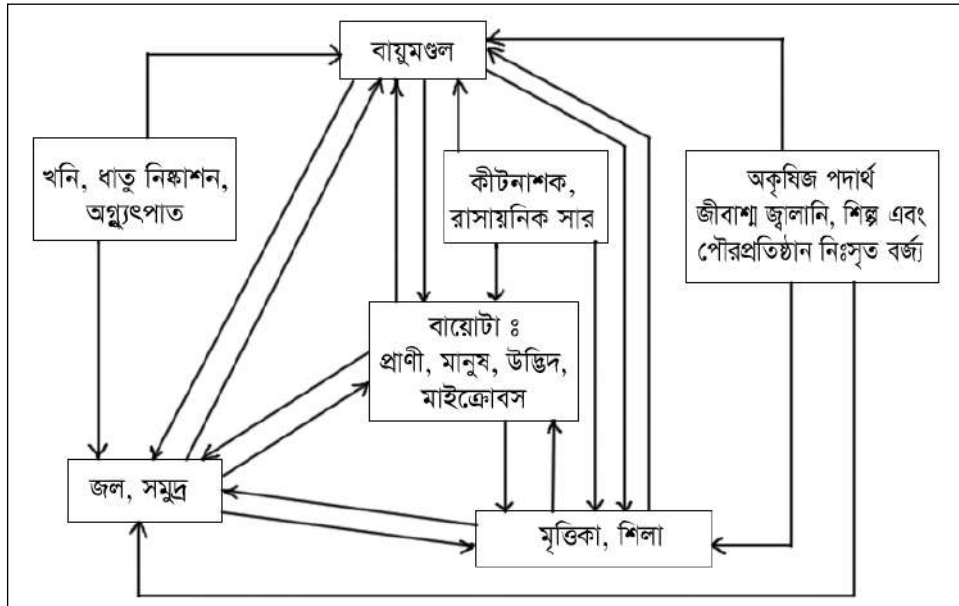 বায়ুমণ্ডল
খনি, ধাতু নিষ্কাশন,
অগ্ন্যুৎপাত
কীটনাশক,
রাসায়নিক সার
অকৃষিজ পদার্থ
জীবাশ্ম জ্বালানি, শিল্প এবং
পৌরপ্রতিষ্ঠান নিঃসৃত বর্জ্য
বায়োটা ঃ
প্রাণী, মানুষ, উদ্ভিদ,
মাইক্রোবস
জল, সমুদ্র
মৃত্তিকা, শিলা